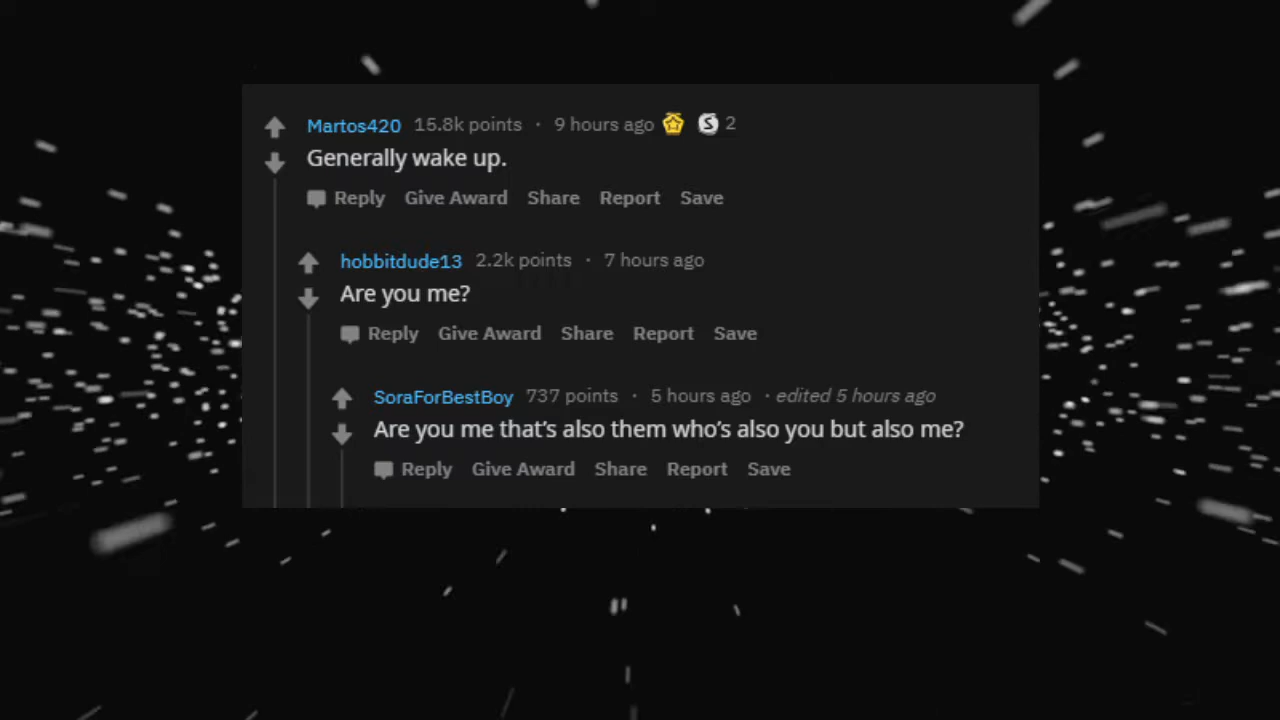 Martos420 15.8k points · 9 hours ago S 2
Generally wake up.
Reply Give Award Share Report Save
hobbitdude13 2.2k points · 7 hours ago
Are you me?
Reply Give Award Share Report Save
SoraForBestBoy 737 points · 5 hours ago · edited 5 hours ago
Are you me that’s also them who’s also you but also me?
Reply Give Award Share Report Save